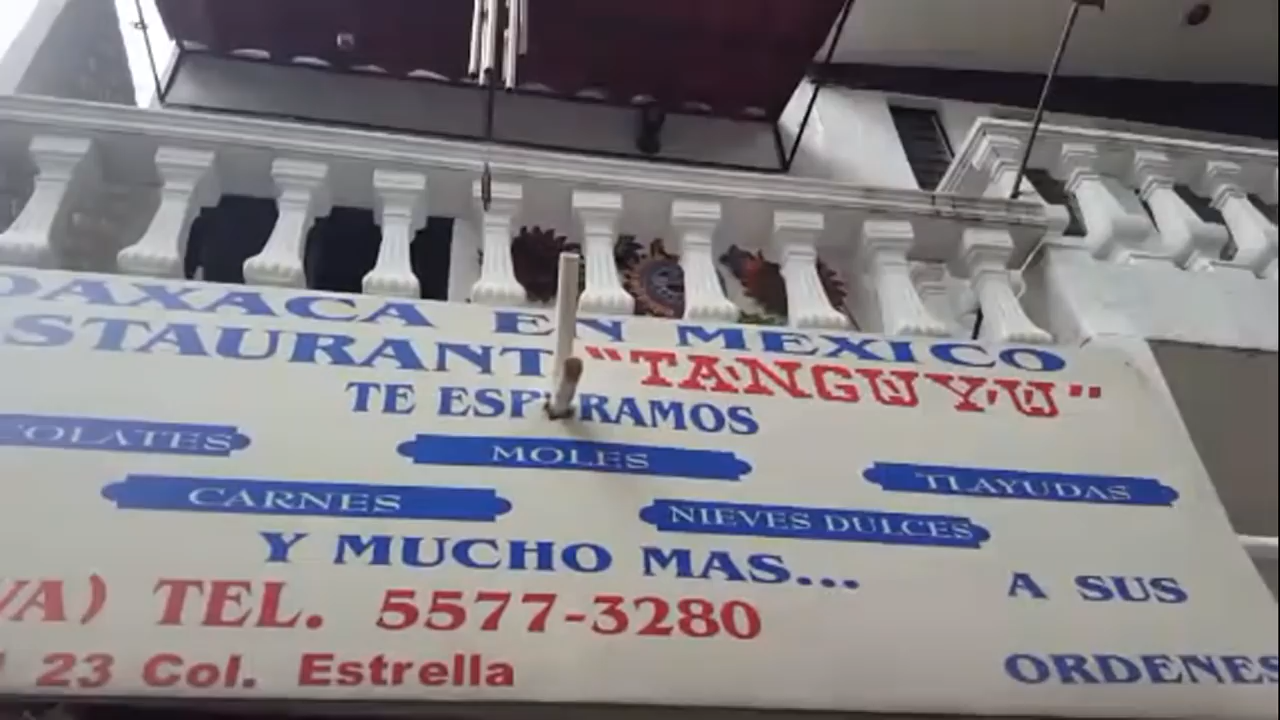 OAXACA EN MEXICO
STAURANT "TANGUYU"
TE ESPERAMOS
OLATES MOLES TLAYUDAS
CARNES NIEVES DULCES
Y MUCHO MAS...
A SUS
VA) TEL. 5577-3280
23 Col. Estrella
ORDENES